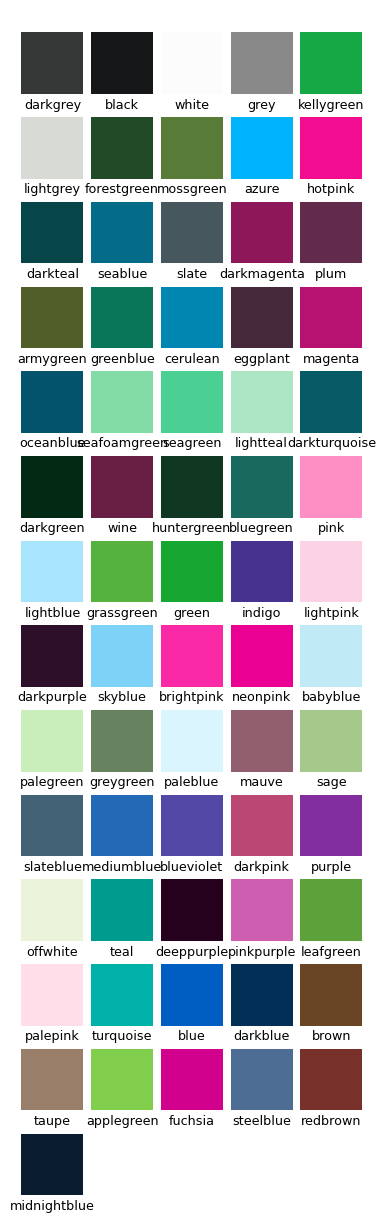 darkgrey black white grey kellygreen
lightgrey forestgreen mossgreen azure hotpink
darkteal seablue slate darkmagenta plum
armygreen greenblue cerulean eggplant magenta
oceanblue seafoamgreen seagreen lightteal darkturquoise
darkgreen wine huntergreen bluegreen pink
lightblue grassgreen green indigo lightpink
darkpurple skyblue brightpink neonpink babyblue
palegreen greygreen paleblue mauve sage
slateblue mediumblue blueviolet darkpink purple
offwhite teal deeppurple pinkpurple leafgreen
palepink turquoise blue darkblue brown
taupe applegreen fuchsia steelblue redbrown
midnightblue